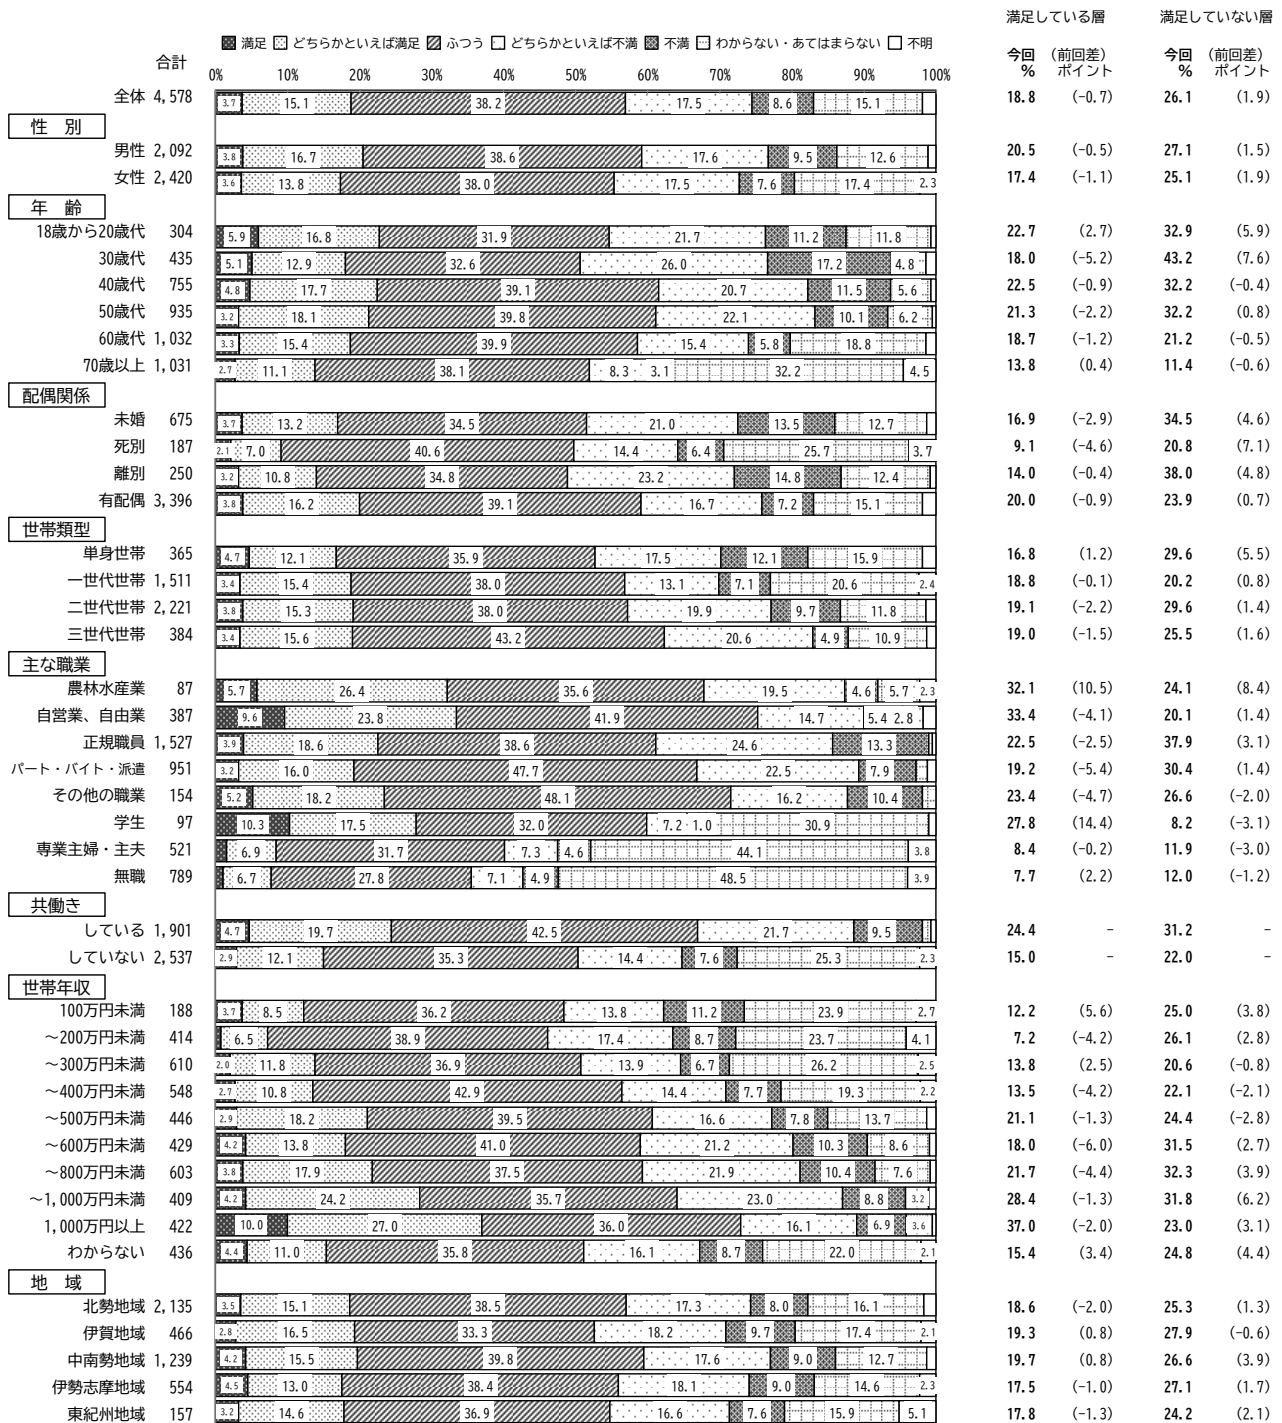 満足している層 満足していない層
満足 どちらかといえば満足 ふつう どちらかといえば不満 不満 わからない・あてはまらない 不明
今回 (前回差) 今回 (前回差)
合計 % ポイント % ポイント
0% 10% 20% 30% 40% 50% 60% 70% 80% 90% 100%
全体 4,578 3.7 15.1 38.2 17.5 8.6 15.1 18.8 (-0.7) 26.1 (1.9)
性 別
男性 2,092 3.8 16.7 38.6 17.6 9.5 12.6 20.5 (-0.5) 27.1 (1.5)
女性 2,420 3.6 13.8 38.0 17.5 7.6 17.4 2.3 17.4 (-1.1) 25.1 (1.9)
年 齢
18歳から20歳代 304 5.9 16.8 31.9 21.7 11.2 11.8 22.7 (2.7) 32.9 (5.9)
30歳代 435 5.1 12.9 32.6 26.0 17.2 4.8 18.0 (-5.2) 43.2 (7.6)
40歳代 755 4.8 17.7 39.1 20.7 11.5 5.6 22.5 (-0.9) 32.2 (-0.4)
50歳代 935 3.2 18.1 39.8 22.1 10.1 6.2 21.3 (-2.2) 32.2 (0.8)
60歳代 1,032 3.3 15.4 39.9 15.4 5.8 18.8 18.7 (-1.2) 21.2 (-0.5)
70歳以上 1,031 2.7 11.1 38.1 8.3 3.1 32.2 4.5 13.8 (0.4) 11.4 (-0.6)
配偶関係
未婚 675 3.7 13.2 34.5 21.0 13.5 12.7 16.9 (-2.9) 34.5 (4.6)
死別 187 2.1 7.0 40.6 14.4 6.4 25.7 3.7 9.1 (-4.6) 20.8 (7.1)
離別 250 3.2 10.8 34.8 23.2 14.8 12.4 14.0 (-0.4) 38.0 (4.8)
有配偶 3,396 3.8 16.2 39.1 16.7 7.2 15.1 20.0 (-0.9) 23.9 (0.7)
世帯類型
単身世帯 365 4.7 12.1 35.9 17.5 12.1 15.9 16.8 (1.2) 29.6 (5.5)
一世代世帯 1,511 3.4 15.4 38.0 13.1 7.1 20.6 2.4 18.8 (-0.1) 20.2 (0.8)
二世代世帯 2,221 3.8 15.3 38.0 19.9 9.7 11.8 19.1 (-2.2) 29.6 (1.4)
三世代世帯 384 3.4 15.6 43.2 20.6 4.9 10.9 19.0 (-1.5) 25.5 (1.6)
主な職業
農林水産業 87 5.7 26.4 35.6 19.5 4.6 5.7 2.3 32.1 (10.5) 24.1 (8.4)
自営業、自由業 387 9.6 23.8 41.9 14.7 5.4 2.8 33.4 (-4.1) 20.1 (1.4)
正規職員 1,527 3.9 18.6 38.6 24.6 13.3 22.5 (-2.5) 37.9 (3.1)
パート・バイト・派遣 951 3.2 16.0 47.7 22.5 7.9 19.2 (-5.4) 30.4 (1.4)
その他の職業 154 5.2 18.2 48.1 16.2 10.4 23.4 (-4.7) 26.6 (-2.0)
学生 97 10.3 17.5 32.0 7.2 1.0 30.9 27.8 (14.4) 8.2 (-3.1)
専業主婦・主夫 521 6.9 31.7 7.3 4.6 44.1 3.8 8.4 (-0.2) 11.9 (-3.0)
無職 789 6.7 27.8 7.1 4.9 48.5 3.9 7.7 (2.2) 12.0 (-1.2)
共働き
している 1,901 4.7 19.7 42.5 21.7 9.5 24.4 - 31.2 -
していない 2,537 2.9 12.1 35.3 14.4 7.6 25.3 2.3 15.0 - 22.0 -
世帯年収
100万円未満 188 3.7 8.5 36.2 13.8 11.2 23.9 2.7 12.2 (5.6) 25.0 (3.8)
～200万円未満 414 6.5 38.9 17.4 8.7 23.7 4.1 7.2 (-4.2) 26.1 (2.8)
～300万円未満 610 2.0 11.8 36.9 13.9 6.7 26.2 2.5 13.8 (2.5) 20.6 (-0.8)
～400万円未満 548 2.7 10.8 42.9 14.4 7.7 19.3 2.2 13.5 (-4.2) 22.1 (-2.1)
～500万円未満 446 2.9 18.2 39.5 16.6 7.8 13.7 21.1 (-1.3) 24.4 (-2.8)
～600万円未満 429 4.2 13.8 41.0 21.2 10.3 8.6 18.0 (-6.0) 31.5 (2.7)
～800万円未満 603 3.8 17.9 37.5 21.9 10.4 7.6 21.7 (-4.4) 32.3 (3.9)
～1,000万円未満 409 4.2 24.2 35.7 23.0 8.8 3.2 28.4 (-1.3) 31.8 (6.2)
1,000万円以上 422 10.0 27.0 36.0 16.1 6.9 3.6 37.0 (-2.0) 23.0 (3.1)
わからない 436 4.4 11.0 35.8 16.1 8.7 22.0 2.1 15.4 (3.4) 24.8 (4.4)
地 域
北勢地域 2,135 3.5 15.1 38.5 17.3 8.0 16.1 18.6 (-2.0) 25.3 (1.3)
伊賀地域 466 2.8 16.5 33.3 18.2 9.7 17.4 2.1 19.3 (0.8) 27.9 (-0.6)
中南勢地域 1,239 4.2 15.5 39.8 17.6 9.0 12.7 19.7 (0.8) 26.6 (3.9)
伊勢志摩地域 554 4.5 13.0 38.4 18.1 9.0 14.6 2.3 17.5 (-1.0) 27.1 (1.7)
東紀州地域 157 3.2 14.6 36.9 16.6 7.6 15.9 5.1 17.8 (-1.3) 24.2 (2.1)